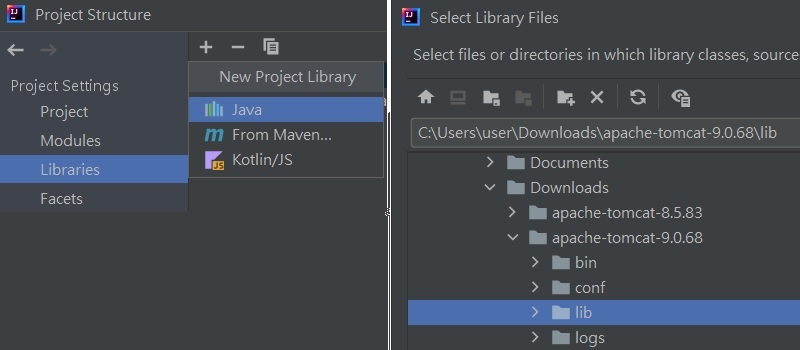 Project Structure
Project Settings
Project
Modules
Libraries
Facets
New Project Library
Java
From Maven...
Kotlin/JS
Select Library Files
Select files or directories in which library classes, source
C:\Users\user\Downloads\apache-tomcat-9.0.68\lib
Documents
Downloads
apache-tomcat-8.5.83
apache-tomcat-9.0.68
bin
conf
lib
logs